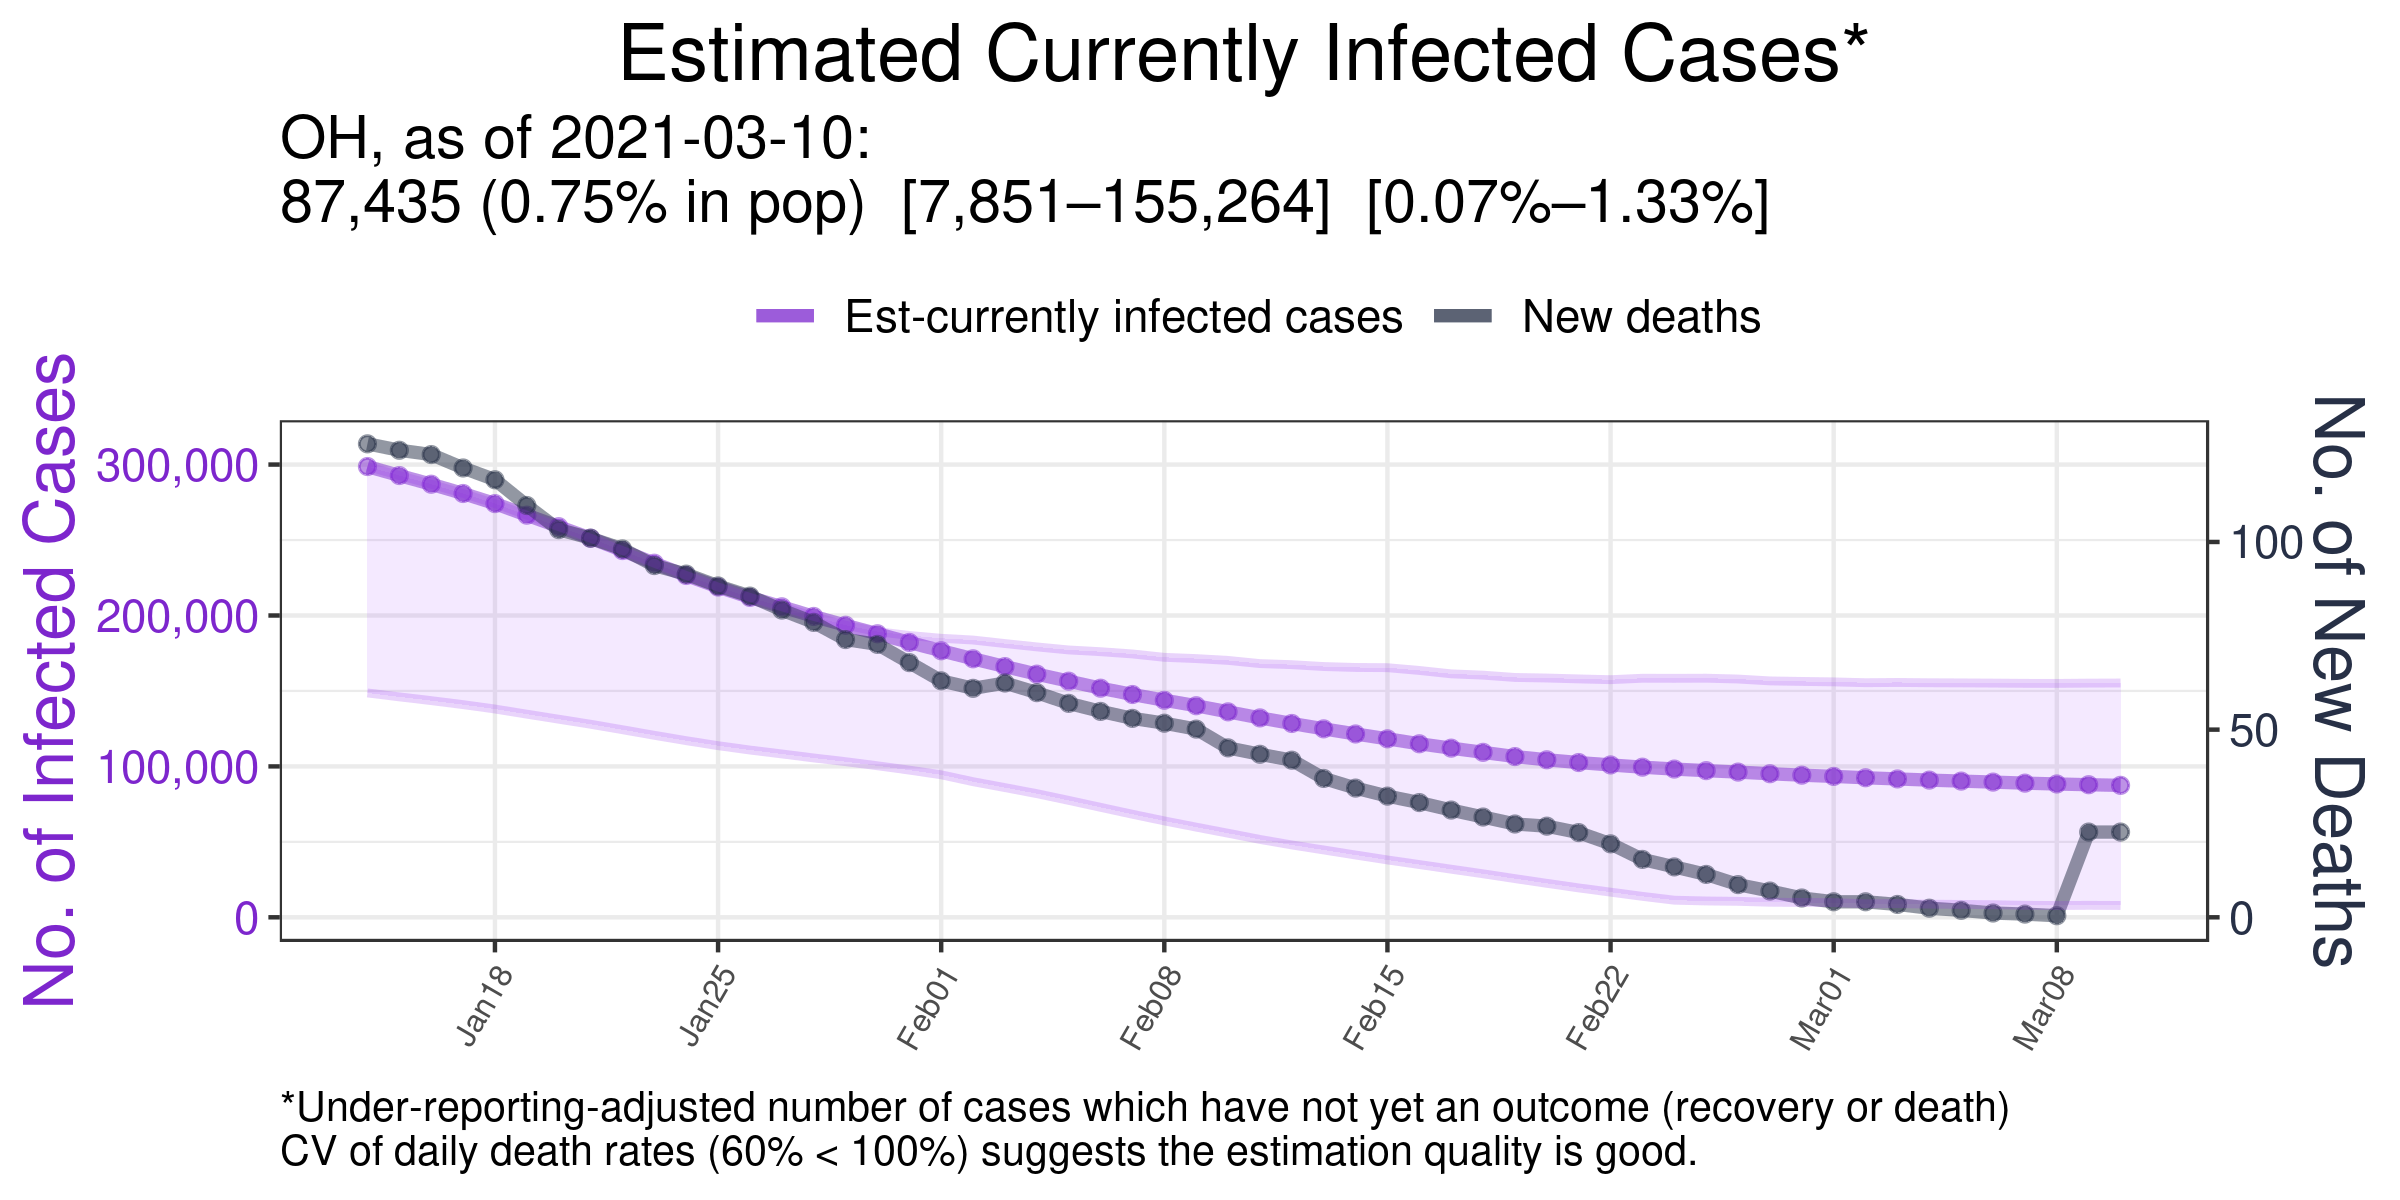 Estimated Currently Infected Cases*
OH, as of 2021-03-10:
87,435 (0.75% in pop)  [7,851–155,264]  [0.07%–1.33%]
Est-currently infected cases
New deaths
No. of Infected Cases
300,000
200,000
100,000
0
100
50
0
No. of New Deaths
Jan18
Jan25
Feb01
Feb08
Feb15
Feb22
Mar01
Mar08
*Under-reporting-adjusted number of cases which have not yet an outcome (recovery or death)
CV of daily death rates (60% < 100%) suggests the estimation quality is good.